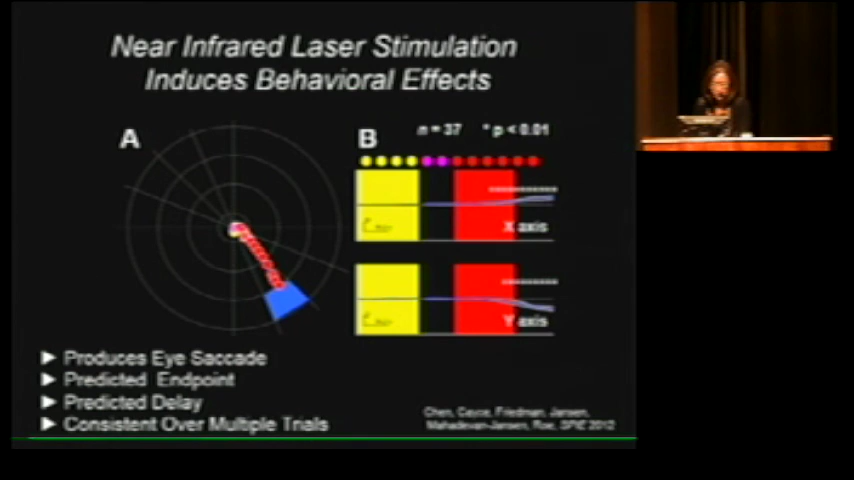 Near Infrared Laser Stimulation
Induces Behavioral Effects
A
B
n = 37 * p < 0.01
X axis
Y axis
► Produces Eye Saccade
► Predicted Endpoint
► Predicted Delay
► Consistent Over Multiple Trials
Chen, Cayce, Friedman, Jansen,
Mahadevan-Jansen, Roe, SPIE 2012